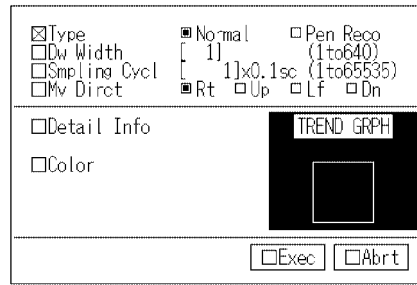 ☒Type ▣Normal □Pen Reco
□Dw Width [ 1] (1to640)
□Smpling Cycl [ 1]x0.1sc (1to65535)
□Mv Dirct ▣Rt □Up □Lf □Dn
□Detail Info
TREND GRPH
□Color
□Exec □Abrt